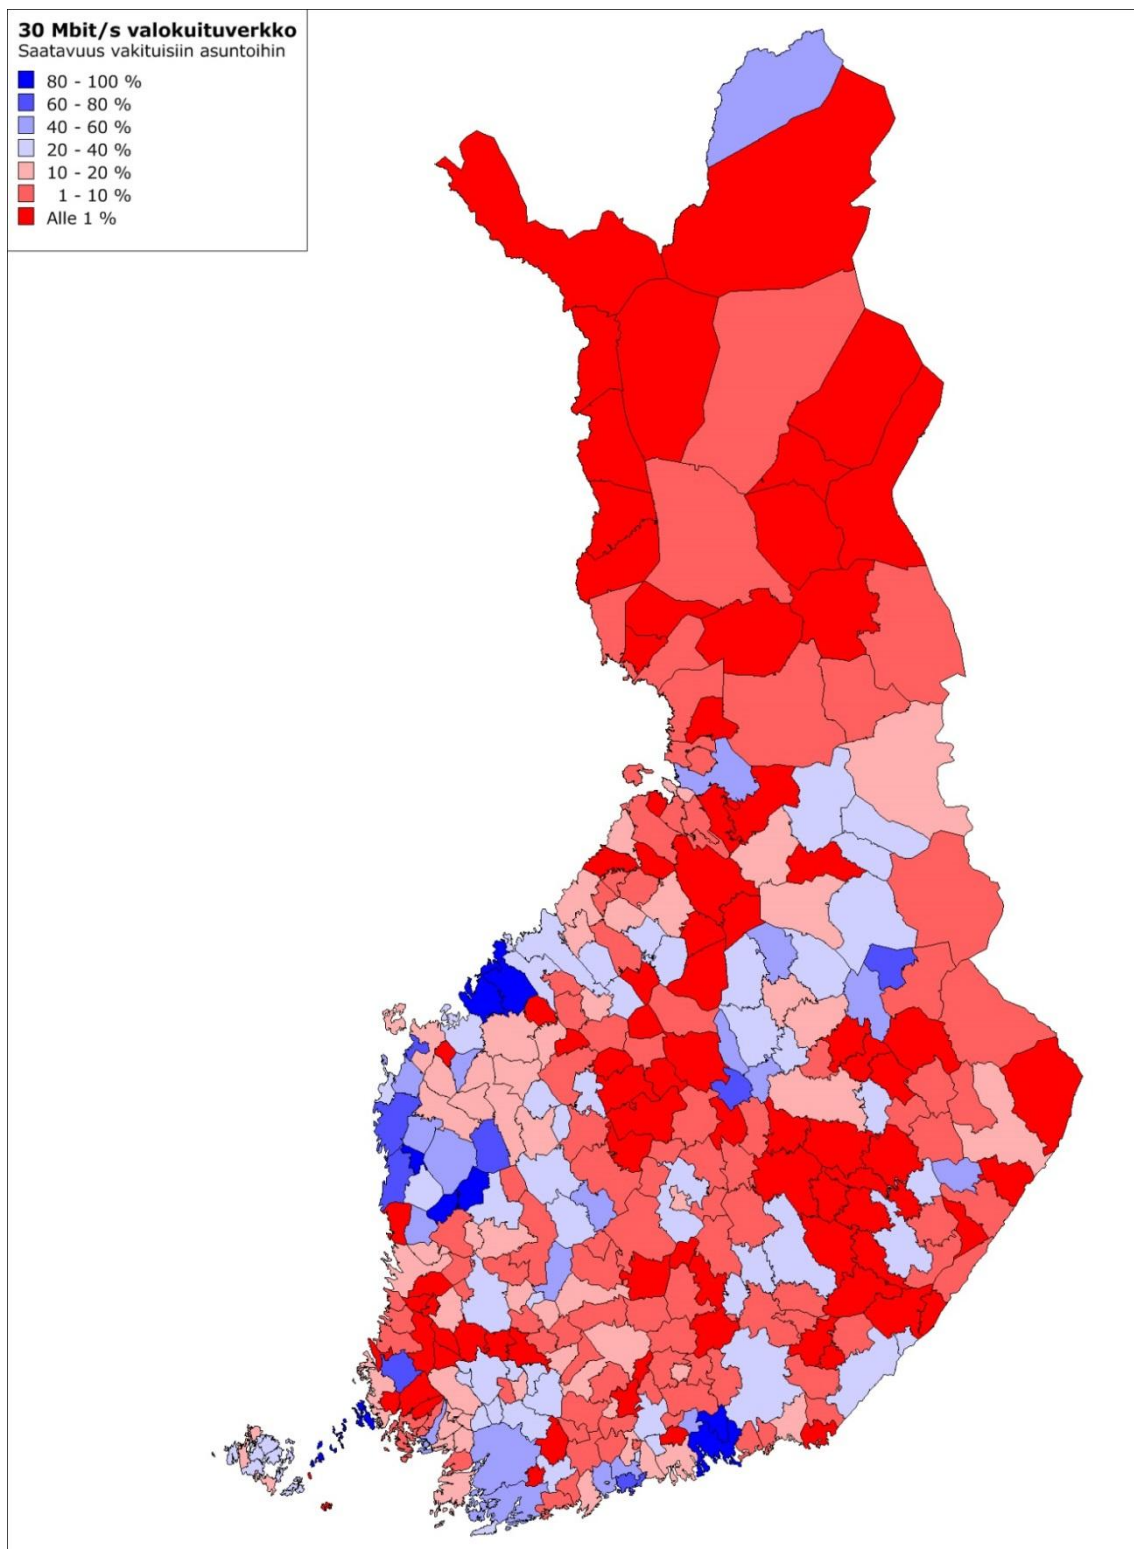 30 Mbit/s valokuituverkko
Saatavuus vakituisiin asuntoihin
80 - 100 %
60 - 80 %
40 - 60 %
20 - 40 %
10 - 20 %
1 - 10 %
Alle 1 %